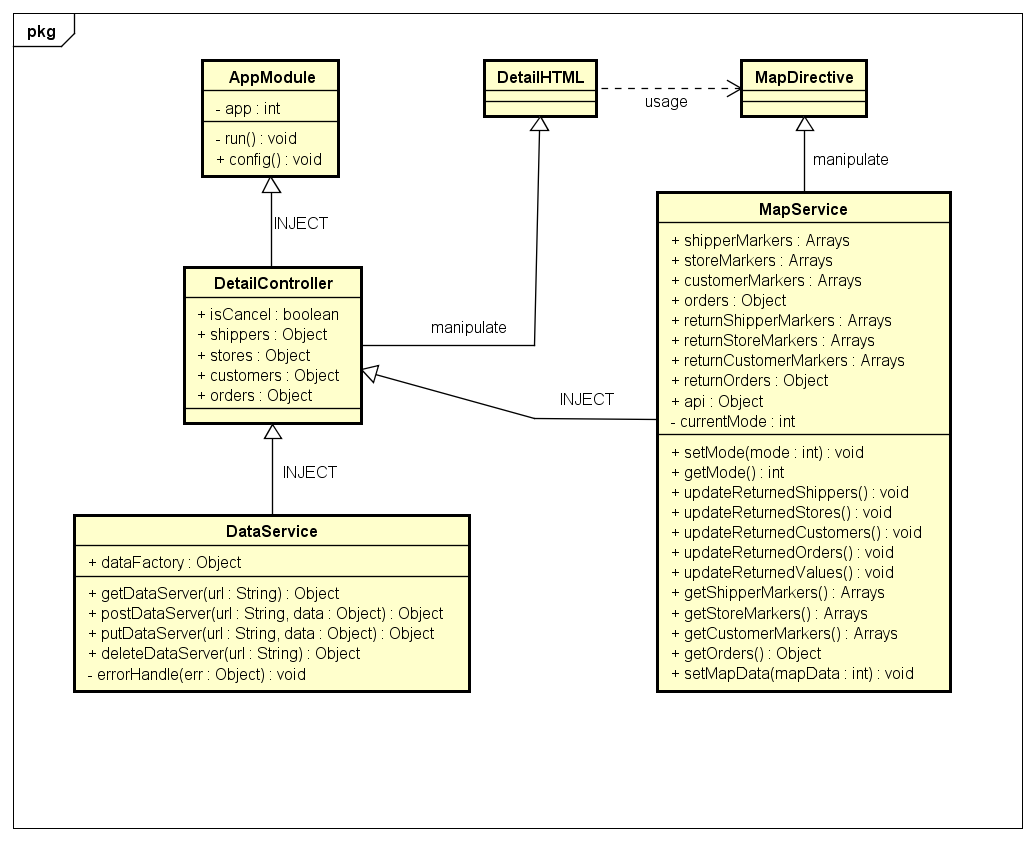 pkg
AppModule
- app : int
- run() : void
+ config() : void
DetailHTML
usage
MapDirective
manipulate
INJECT
DetailController
+ isCancel : boolean
+ shippers : Object
+ stores : Object
+ customers : Object
+ orders : Object
manipulate
INJECT
MapService
+ shipperMarkers : Arrays
+ storeMarkers : Arrays
+ customerMarkers : Arrays
+ orders : Object
+ returnShipperMarkers : Arrays
+ returnStoreMarkers : Arrays
+ returnCustomerMarkers : Arrays
+ returnOrders : Object
+ api : Object
- currentMode : int
+ setMode(mode : int) : void
+ getMode() : int
+ updateReturnedShippers() : void
+ updateReturnedStores() : void
+ updateReturnedCustomers() : void
+ updateReturnedOrders() : void
+ updateReturnedValues() : void
+ getShipperMarkers() : Arrays
+ getStoreMarkers() : Arrays
+ getCustomerMarkers() : Arrays
+ getOrders() : Object
+ setMapData(mapData : int) : void
INJECT
DataService
+ dataFactory : Object
+ getDataServer(url : String) : Object
+ postDataServer(url : String, data : Object) : Object
+ putDataServer(url : String, data : Object) : Object
+ deleteDataServer(url : String) : Object
- errorHandle(err : Object) : void